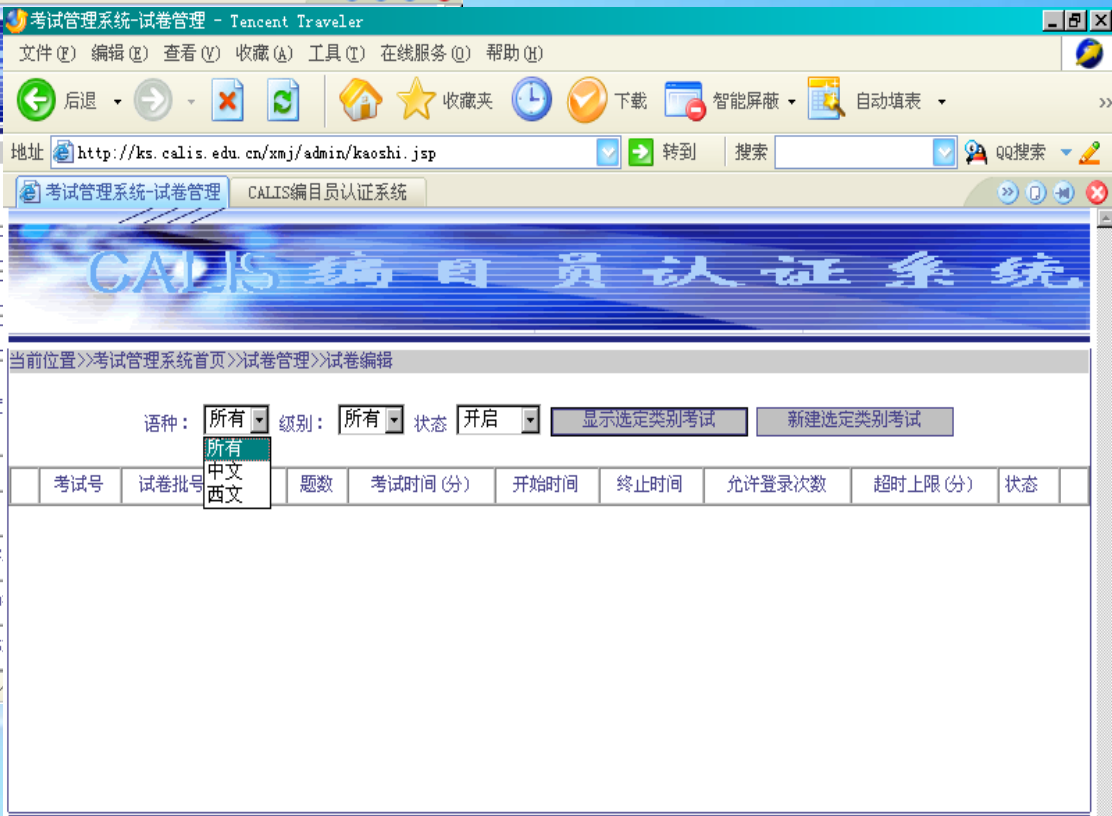 考试管理系统-试卷管理 - Tencent Traveler
文件(F) 编辑(E) 查看(V) 收藏(A) 工具(T) 在线服务(O) 帮助(H)
后退 收藏夹 下载 智能屏蔽 自动填表 »
地址 http://ks.calis.edu.cn/xmj/admin/kaoshi.jsp 转到 搜索 QQ搜索
考试管理系统-试卷管理 CALIS编目员认证系统
CALIS 编目员认证系统
当前位置>>考试管理系统首页>>试卷管理>>试卷编辑
语种: 所有 级别: 所有 状态 开启 显示选定类别考试 新建选定类别考试
所有
中文
西文
考试号 试卷批号 题数 考试时间(分) 开始时间 终止时间 允许登录次数 超时上限(分) 状态